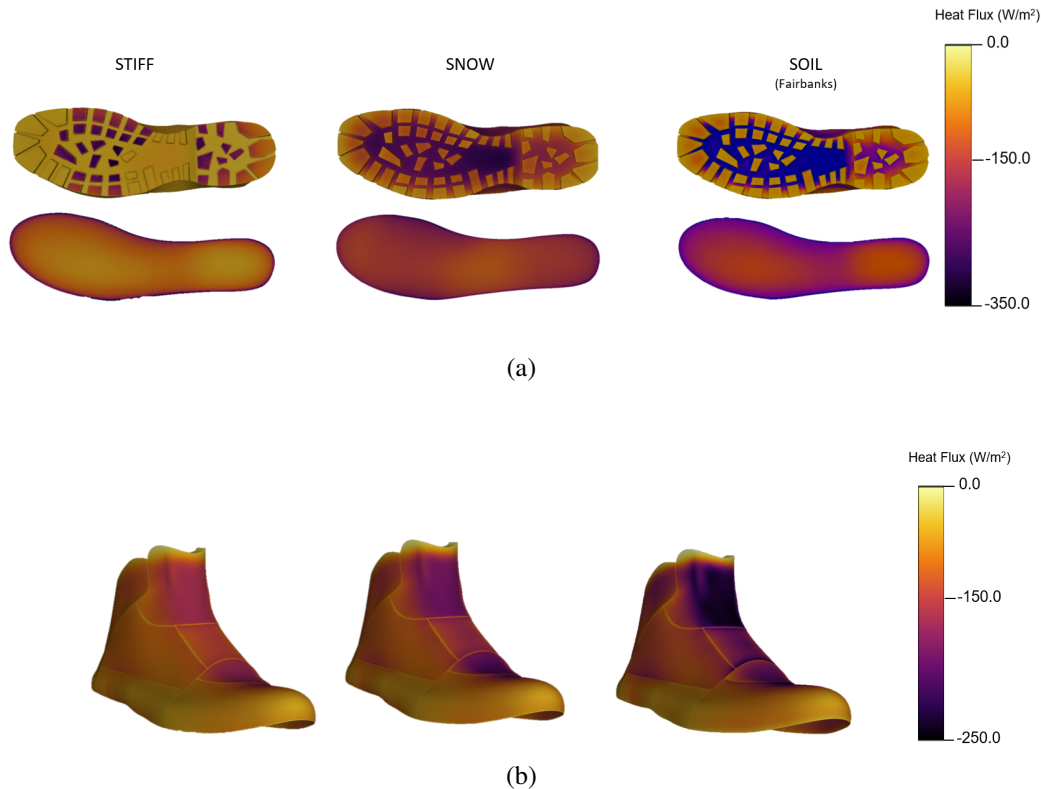 Heat Flux (W/m²)
0.0
STIFF
SNOW
SOIL
(Fairbanks)
-150.0
-350.0
(a)
Heat Flux (W/m²)
0.0
-150.0
-250.0
(b)